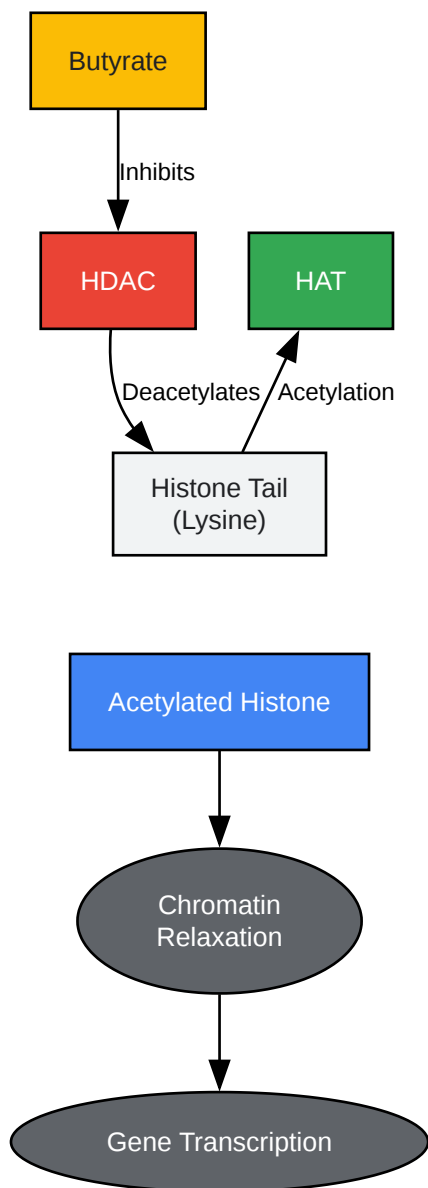 Butyrate
Inhibits
HDAC
HAT
Deacetylates
Acetylation
Histone Tail
(Lysine)
Acetylated Histone
Chromatin
Relaxation
Gene Transcription